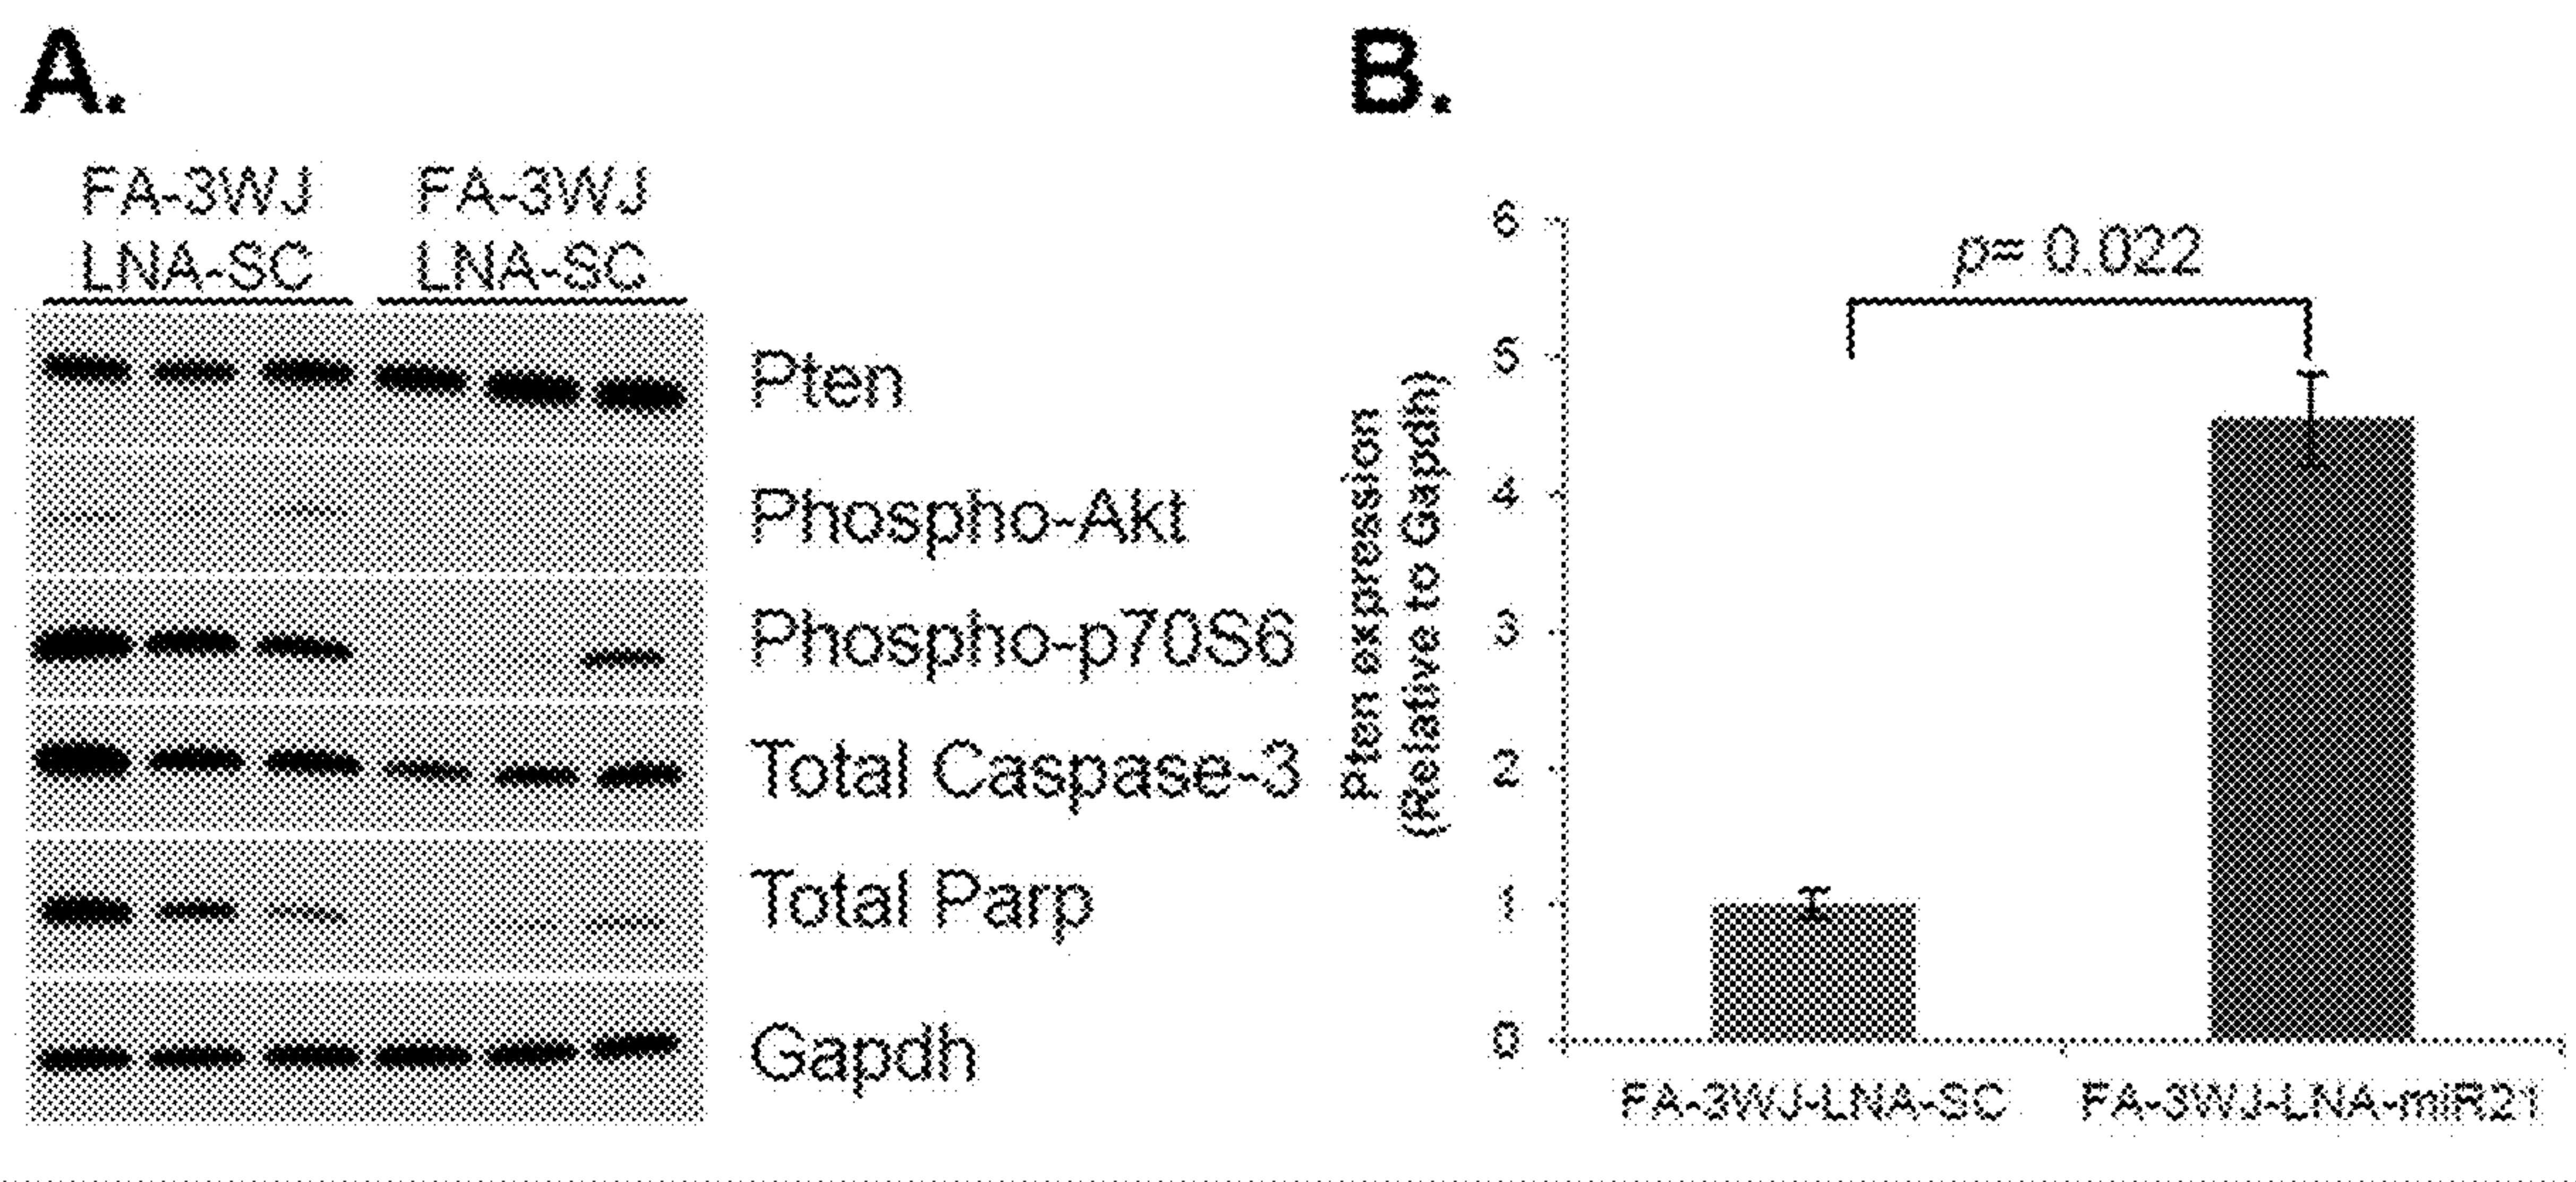 A.
FA-3WJ
LNA-SC
FA-3WJ
LNA-SC
Pten
Phospho-Akt
Phospho-p70S6
Total Caspase-3
Total Parp
Gapdh
B.
Pten expression
(Relative to Gapdh)
6
5
4
3
2
1
0
p= 0.022
FA-3WJ-LNA-SC
FA-3WJ-LNA-miR21